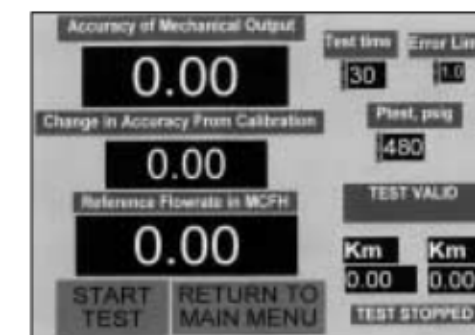 Accuracy of Mechanical Output
0.00
Change in Accuracy From Calibration
0.00
Reference Flowrate in MCFH
0.00
START TEST
RETURN TO MAIN MENU
Test time
30
Error Lim
1.0
Ptest, psig
480
TEST VALID
Km
0.00
Km
0.00
TEST STOPPED